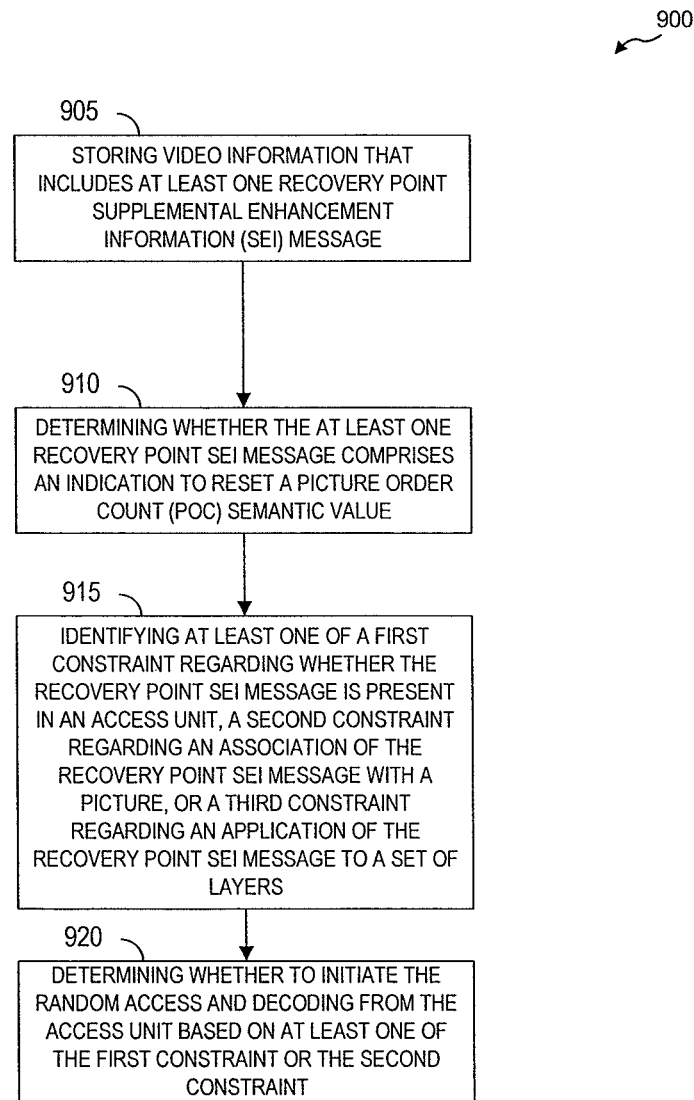 900
905
STORING VIDEO INFORMATION THAT
INCLUDES AT LEAST ONE RECOVERY POINT
SUPPLEMENTAL ENHANCEMENT
INFORMATION (SEI) MESSAGE
910
DETERMINING WHETHER THE AT LEAST ONE
RECOVERY POINT SEI MESSAGE COMPRISES
AN INDICATION TO RESET A PICTURE ORDER
COUNT (POC) SEMANTIC VALUE
915
IDENTIFYING AT LEAST ONE OF A FIRST
CONSTRAINT REGARDING WHETHER THE
RECOVERY POINT SEI MESSAGE IS PRESENT
IN AN ACCESS UNIT, A SECOND CONSTRAINT
REGARDING AN ASSOCIATION OF THE
RECOVERY POINT SEI MESSAGE WITH A
PICTURE, OR A THIRD CONSTRAINT
REGARDING AN APPLICATION OF THE
RECOVERY POINT SEI MESSAGE TO A SET OF
LAYERS
920
DETERMINING WHETHER TO INITIATE THE
RANDOM ACCESS AND DECODING FROM THE
ACCESS UNIT BASED ON AT LEAST ONE OF
THE FIRST CONSTRAINT OR THE SECOND
CONSTRAINT